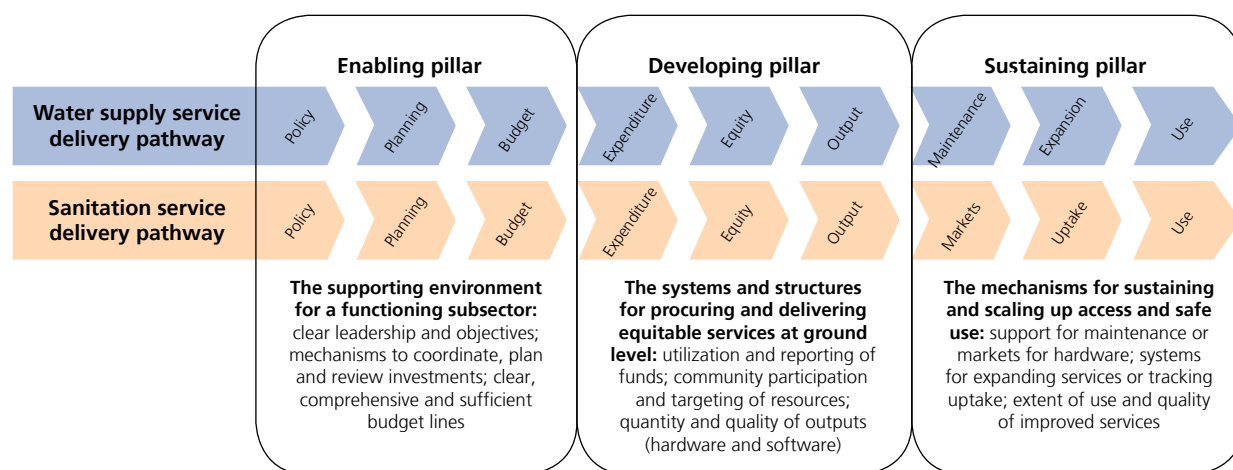 Enabling pillar
Developing pillar
Sustaining pillar
Water supply service
delivery pathway
Policy
Planning
Budget
Expenditure
Equity
Output
Maintenance
Expansion
Use
Sanitation service
delivery pathway
Policy
Planning
Budget
Expenditure
Equity
Output
Markets
Uptake
Use
The supporting environment
for a functioning subsector:
clear leadership and objectives;
mechanisms to coordinate, plan
and review investments; clear,
comprehensive and sufficient
budget lines
The systems and structures
for procuring and delivering
equitable services at ground
level: utilization and reporting of
funds; community participation
and targeting of resources;
quantity and quality of outputs
(hardware and software)
The mechanisms for sustaining
and scaling up access and safe
use: support for maintenance or
markets for hardware; systems
for expanding services or tracking
uptake; extent of use and quality
of improved services